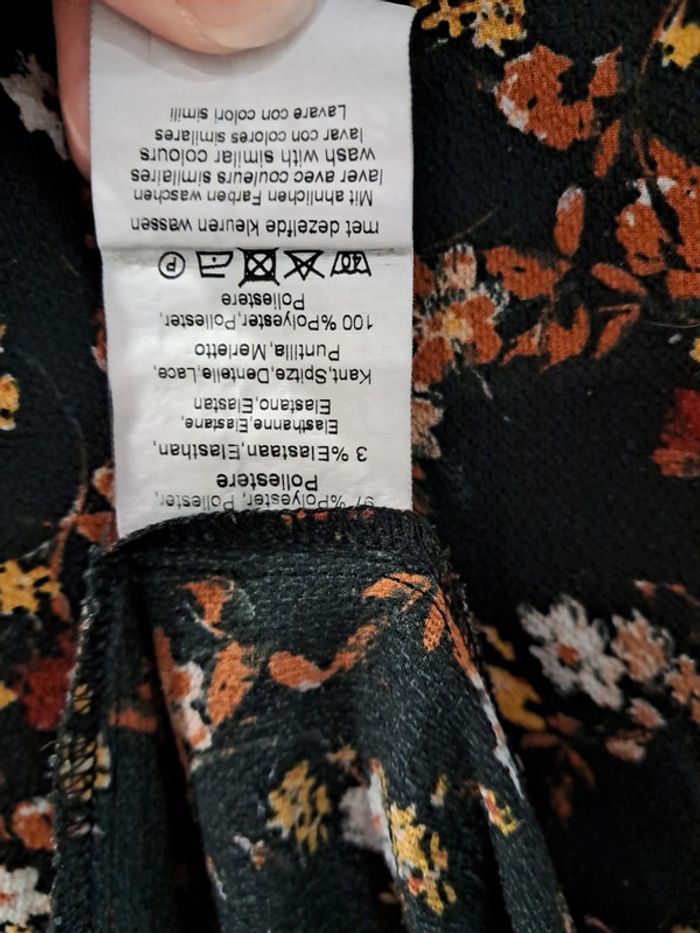 97 %Polyester, Poliester,
Poliestere
3 %Elastaan,Elasthan,
Elasthanne,Elastane,
Elastano,Elastan
Kant,Spitze,Dentelle,Lace,
Puntilla,Merletto
100 %Polyester,Poliester,
Poliestere
40
P
met dezelfde kleuren wassen
Mit ähnlichen Farben waschen
laver avec couleurs similaires
wash with similar colours
lavar con colores similares
Lavare con colori simili